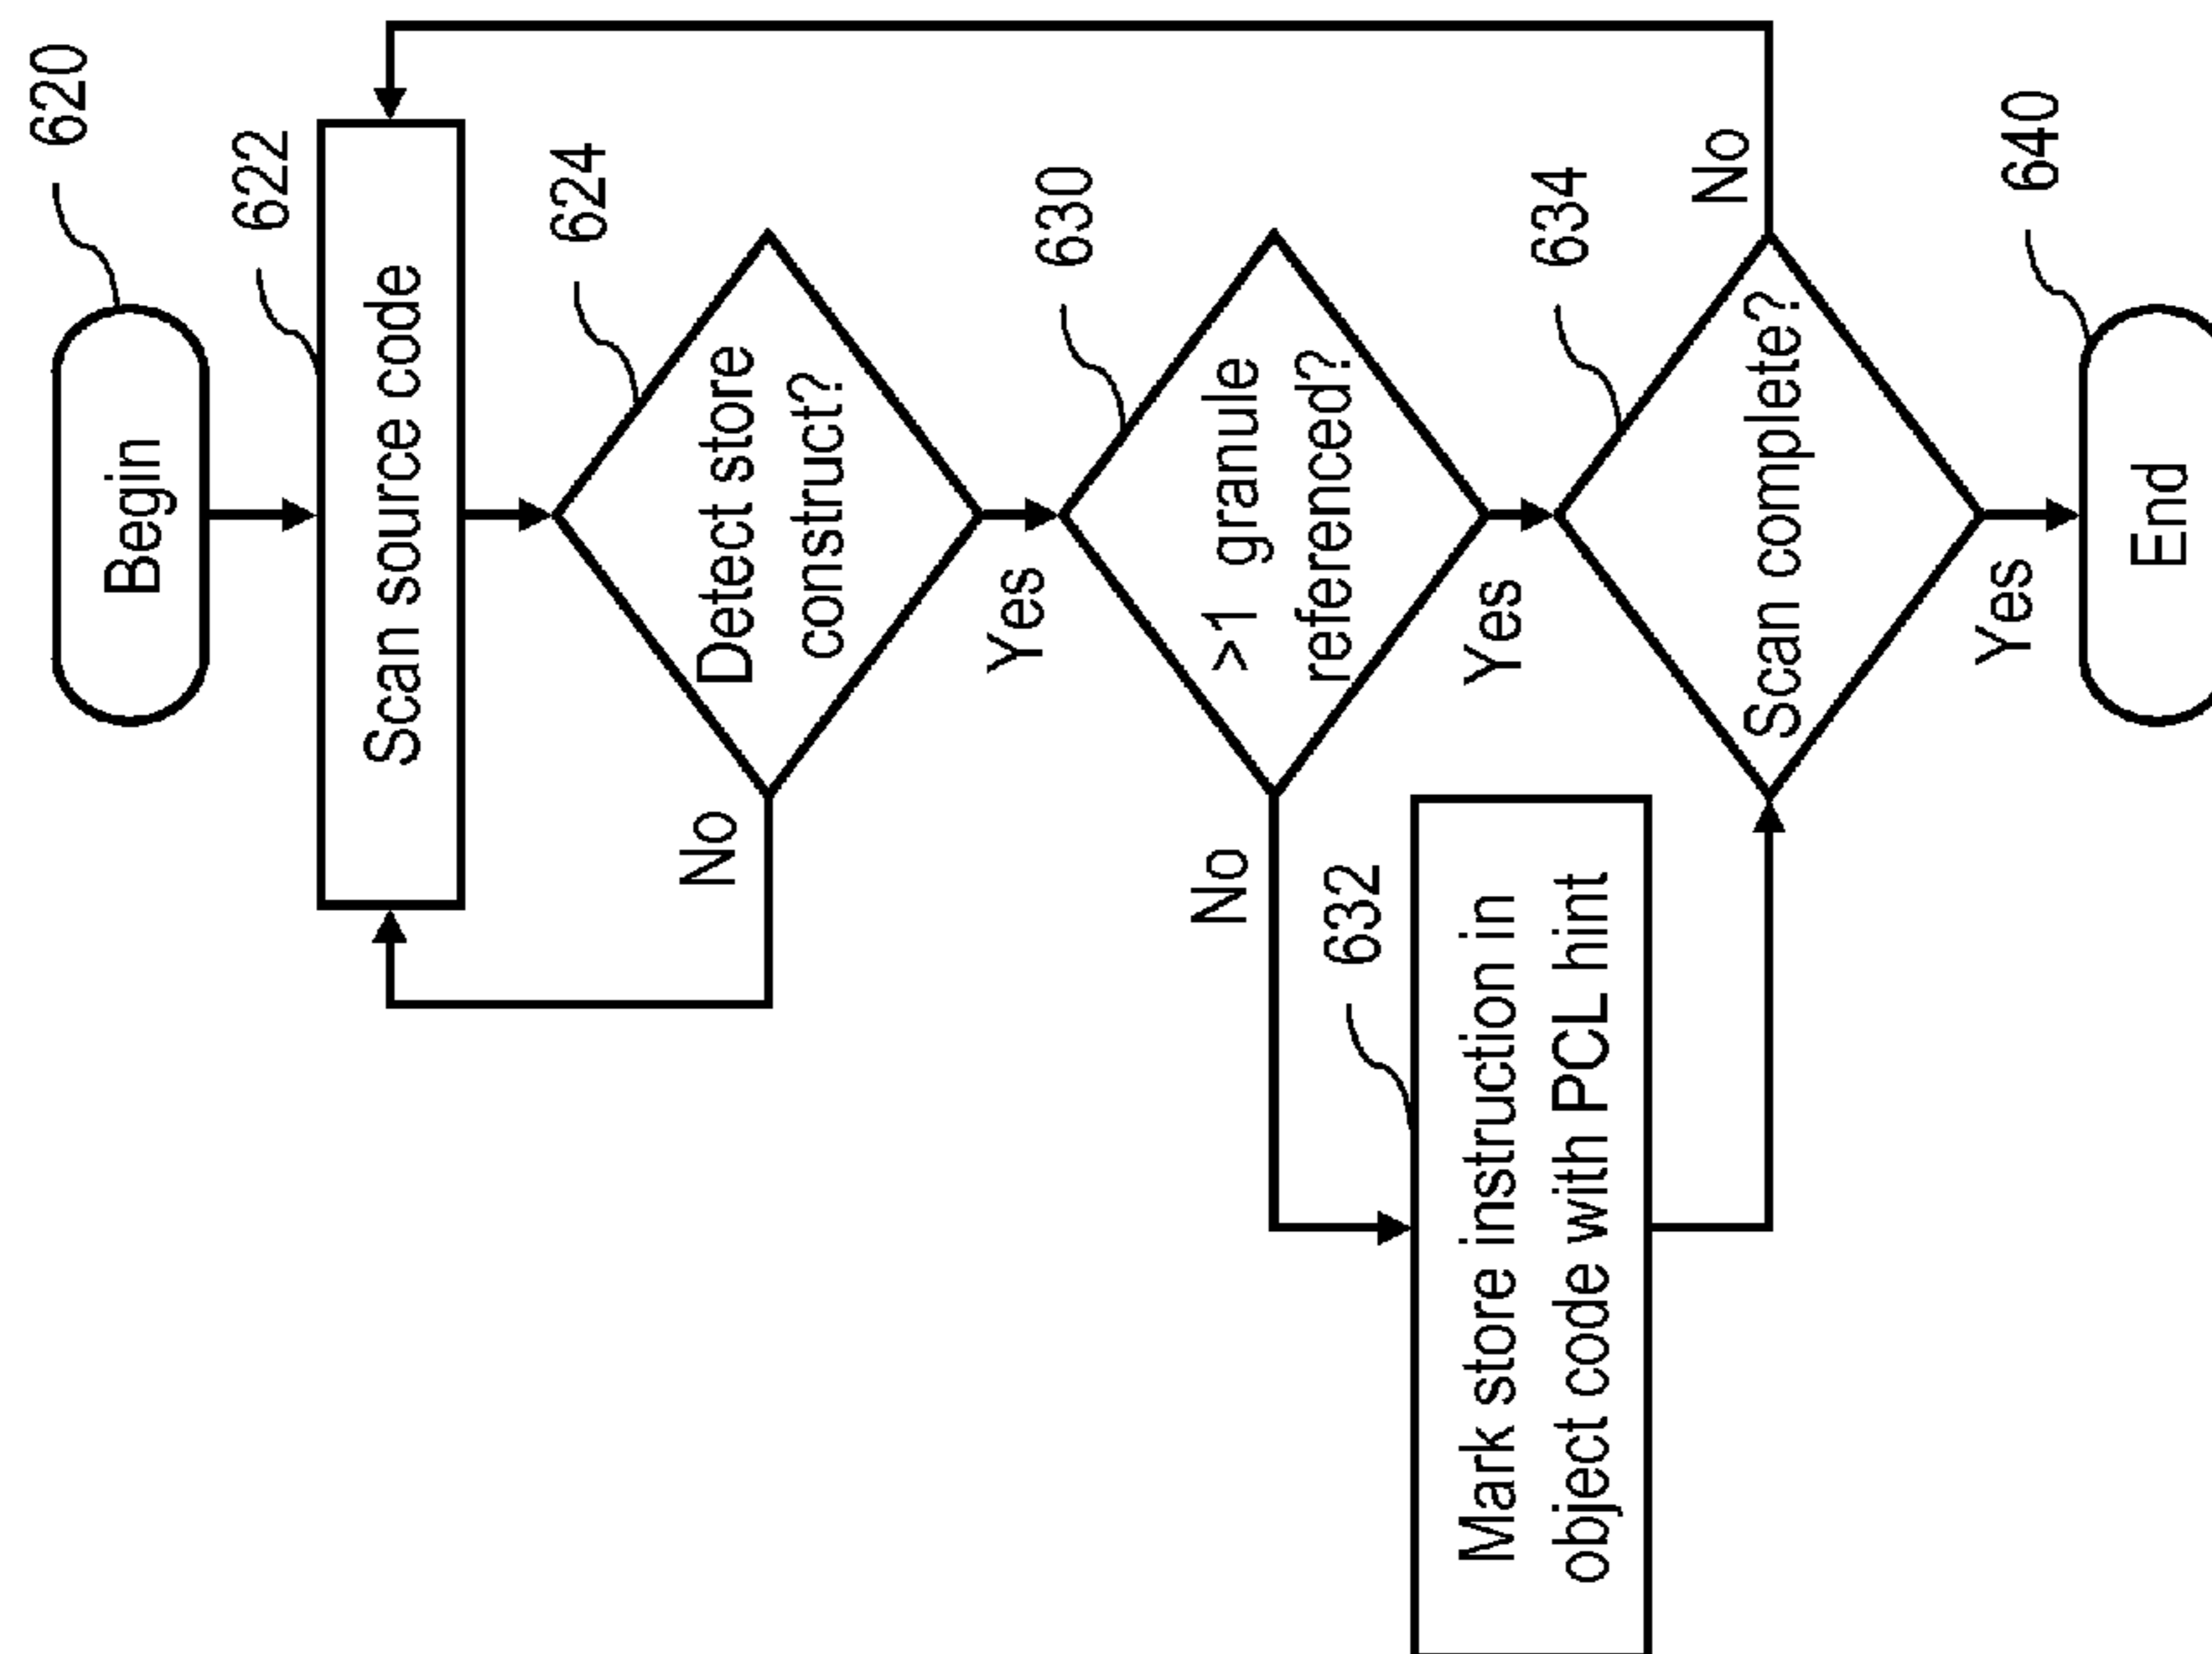 Begin
620
Scan source code
622
Detect store
construct?
624
No
Yes
>1 granule
referenced?
630
No
Yes
632
Mark store instruction in
object code with PCL hint
Scan complete?
634
No
Yes
End
640